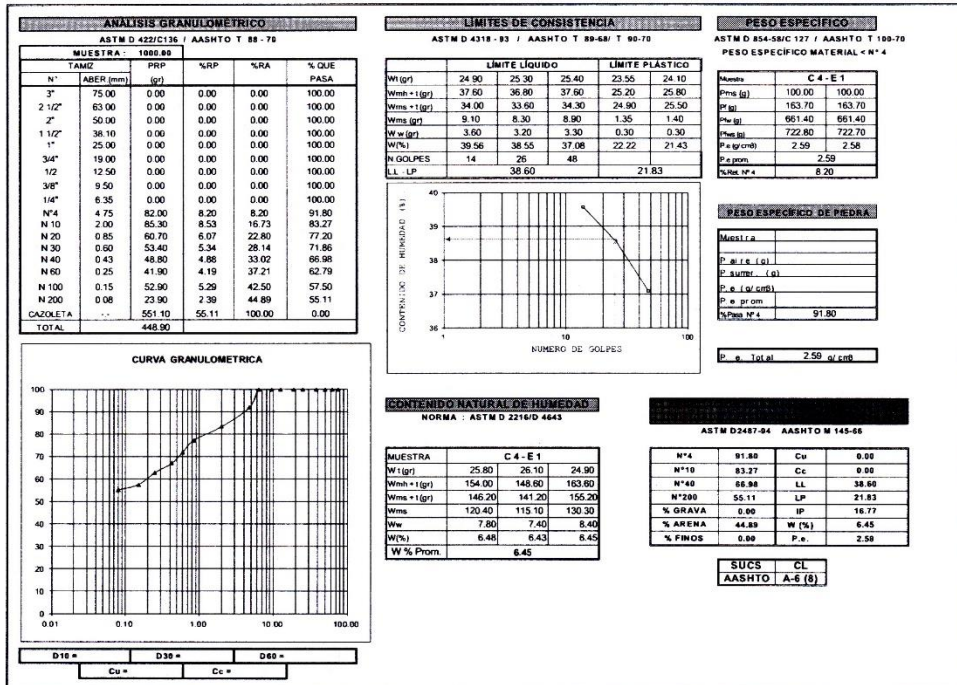 ANÁLISIS GRANULOMÉTRICO
ASTM D 422/C136 / AASHTO T 88 - 70
MUESTRA : 1000.00
TAMIZ PRP %RP %RA % QUE
N° ABER.(mm) (gr) PASA
3" 75.00 0.00 0.00 0.00 100.00
2 1/2" 63.00 0.00 0.00 0.00 100.00
2" 50.00 0.00 0.00 0.00 100.00
1 1/2" 38.10 0.00 0.00 0.00 100.00
1" 25.00 0.00 0.00 0.00 100.00
3/4" 19.00 0.00 0.00 0.00 100.00
1/2 12.50 0.00 0.00 0.00 100.00
3/8" 9.50 0.00 0.00 0.00 100.00
1/4" 6.35 0.00 0.00 0.00 100.00
N°4 4.75 82.00 8.20 8.20 91.80
N 10 2.00 85.30 8.53 16.73 83.27
N 20 0.85 60.70 6.07 22.80 77.20
N 30 0.60 53.40 5.34 28.14 71.86
N 40 0.43 48.80 4.88 33.02 66.98
N 60 0.25 41.90 4.19 37.21 62.79
N 100 0.15 52.90 5.29 42.50 57.50
N 200 0.08 23.90 2.39 44.89 55.11
CAZOLETA -.- 551.10 55.11 100.00 0.00
TOTAL 448.90
CURVA GRANULOMETRICA
100
90
80
70
60
50
40
30
20
10
0
0.01 0.10 1.00 10.00 100.00
D10 = D30 = D60 =
Cu = Cc =
LÍMITES DE CONSISTENCIA
ASTM D 4318 - 93 / AASHTO T 89-68/ T 90-70
LÍMITE LÍQUIDO LÍMITE PLÁSTICO
Wt (gr) 24.90 25.30 25.40 23.55 24.10
Wmh + t (gr) 37.60 36.80 37.60 25.20 25.80
Wms + t (gr) 34.00 33.60 34.30 24.90 25.50
Wms (gr) 9.10 8.30 8.90 1.35 1.40
W w (gr) 3.60 3.20 3.30 0.30 0.30
W(%) 39.56 38.55 37.08 22.22 21.43
N.GOLPES 14 26 48
LL - LP 38.60 21.83
CONTENIDO DE HUMEDAD (%)
40
39
38
37
36
1 10 100
NUMERO DE GOLPES
CONTENIDO NATURAL DE HUMEDAD
NORMA : ASTM D 2216/D 4643
MUESTRA C 4 - E 1
W t (gr) 25.80 26.10 24.90
Wmh + t (gr) 154.00 148.60 163.60
Wms + t (gr) 146.20 141.20 155.20
Wms 120.40 115.10 130.30
Ww 7.80 7.40 8.40
W(%) 6.48 6.43 6.45
W % Prom. 6.45
PESO ESPECÍFICO
ASTM D 854-58/C 127 / AASHTO T 100-70
PESO ESPECÍFICO MATERIAL < N° 4
Muestra C 4 - E 1
Pms (g) 100.00 100.00
Pf (g) 163.70 163.70
Pfw (g) 661.40 661.40
Pfws (g) 722.80 722.70
P.e (g/cm3) 2.59 2.58
P.e prom. 2.59
%Ret. N° 4 8.20
PESO ESPECÍFICO DE PIEDRA
Muestra
P. aire (g)
P. sumer. (g)
P. e (g/ cm3)
P. e prom
%Pasa N° 4 91.80
P. e. Total 2.59 g/ cm3
ASTM D2487-94 AASHTO M 145-66
N°4 91.80 Cu 0.00
N°10 83.27 Cc 0.00
N°40 66.98 LL 38.60
N°200 55.11 LP 21.83
% GRAVA 0.00 IP 16.77
% ARENA 44.89 W (%) 6.45
% FINOS 0.00 P.e. 2.58
SUCS CL
AASHTO A-6 (8)